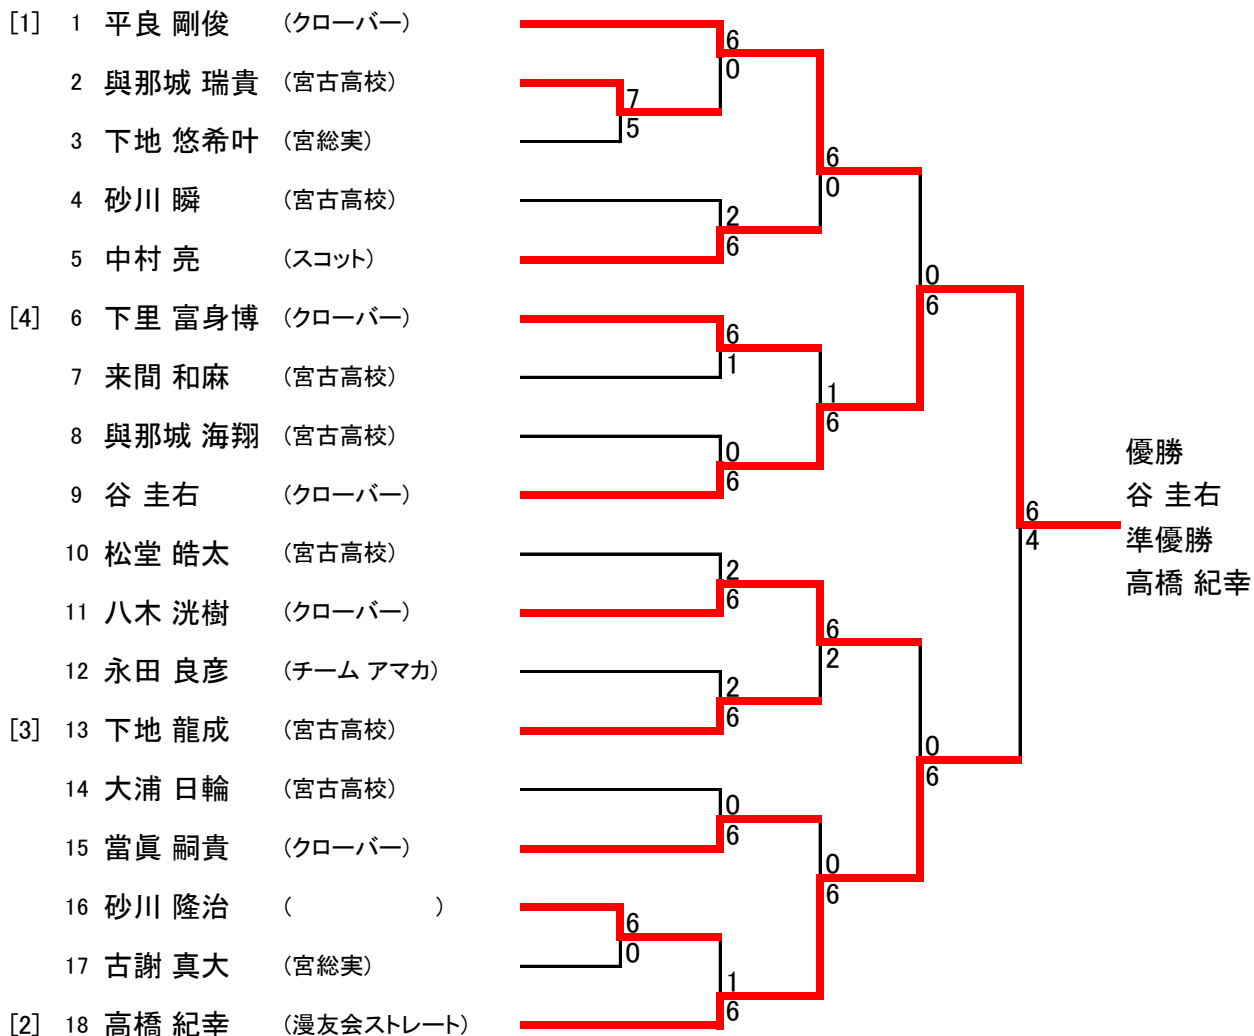 [1] 1 平良 剛俊 (クローバー)
2 與那城 瑞貴 (宮古高校)
3 下地 悠希叶 (宮総実)
4 砂川 瞬 (宮古高校)
5 中村 亮 (スコット)
[4] 6 下里 富身博 (クローバー)
7 来間 和麻 (宮古高校)
8 與那城 海翔 (宮古高校)
9 谷 圭右 (クローバー)
10 松堂 皓太 (宮古高校)
11 八木 洸樹 (クローバー)
12 永田 良彦 (チーム アマカ)
[3] 13 下地 龍成 (宮古高校)
14 大浦 日輪 (宮古高校)
15 當眞 嗣貴 (クローバー)
16 砂川 隆治 ( )
17 古謝 真大 (宮総実)
[2] 18 高橋 紀幸 (漫友会ストレート)
7
5
6
0
6
0
2
6
6
1
0
6
2
6
2
6
0
6
1
6
6
0
1
6
6
2
0
6
0
6
0
6
6
4
優勝
谷 圭右
準優勝
高橋 紀幸